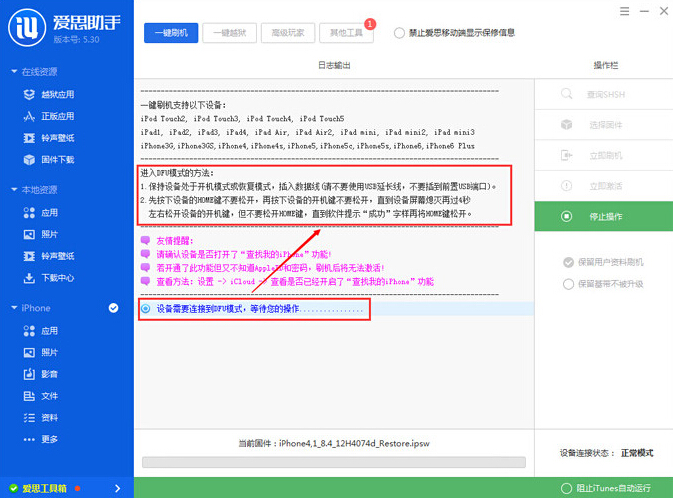 爱思助手
版本号: 5.30
一键刷机
一键越狱
高级玩家
其他工具
1
禁止爱思移动端显示保修信息
在线资源
越狱应用
正版应用
铃声壁纸
固件下载
本地资源
应用
照片
铃声壁纸
下载中心
iPhone
应用
照片
影音
文件
资料
更多
爱思工具箱
日志输出
一键刷机支持以下设备:
iPod Touch2, iPod Touch3, iPod Touch4, iPod Touch5
iPad1, iPad2, iPad3, iPad4, iPad Air, iPad Air2, iPad mini, iPad mini2, iPad mini3
iPhone3G,iPhone3GS,iPhone4,iPhone4s,iPhone5,iPhone5c,iPhone5s,iPhone6,iPhone6 Plus
进入DFU模式的方法:
1.保持设备处于开机模式或恢复模式, 插入数据线(请不要使用USB延长线, 不要插到前置USB端口)。
2.先按下设备的HOME键不要松开, 再按下设备的开机键不要松开, 直到设备屏幕熄灭再过4秒
左右松开设备的开机键, 但不要松开HOME键, 直到软件提示“成功”字样再将HOME键松开。
友情提醒:
请确认设备是否打开了“查找我的iPhone”功能!
若开通了此功能但又不知道AppleID和密码, 刷机后将无法激活!
查看方法: 设置 -> iCloud -> 查看是否已经开启了“查找我的iPhone”功能
设备需要连接到DFU模式, 等待您的操作...............
当前固件: iPhone4,1_8.4_12H4074d_Restore.ipsw
操作栏
查询SHSH
选择固件
立即刷机
立即激活
停止操作
保留用户资料刷机
保留基带不被升级
设备连接状态: 正常模式
阻止iTunes自动运行